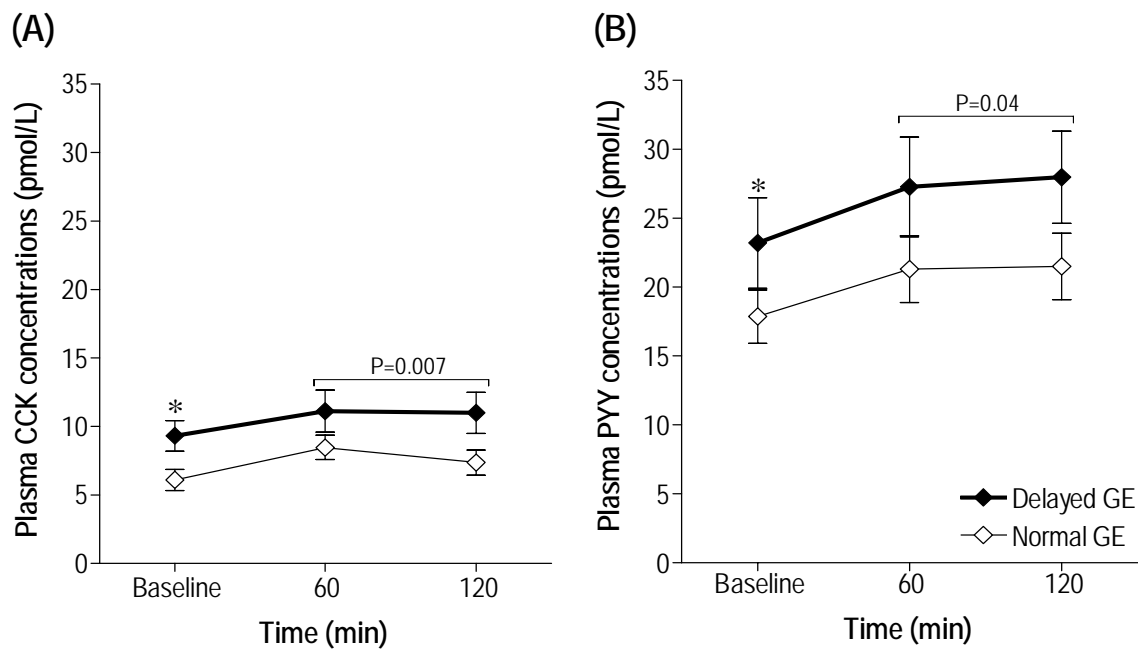 (A)
Plasma CCK concentrations (pmol/L)
35
30
25
20
15
10
5
0
P=0.007
*
Baseline
60
120
Time (min)
(B)
Plasma PYY concentrations (pmol/L)
35
30
25
20
15
10
5
0
P=0.04
*
Delayed GE
Normal GE
Baseline
60
120
Time (min)